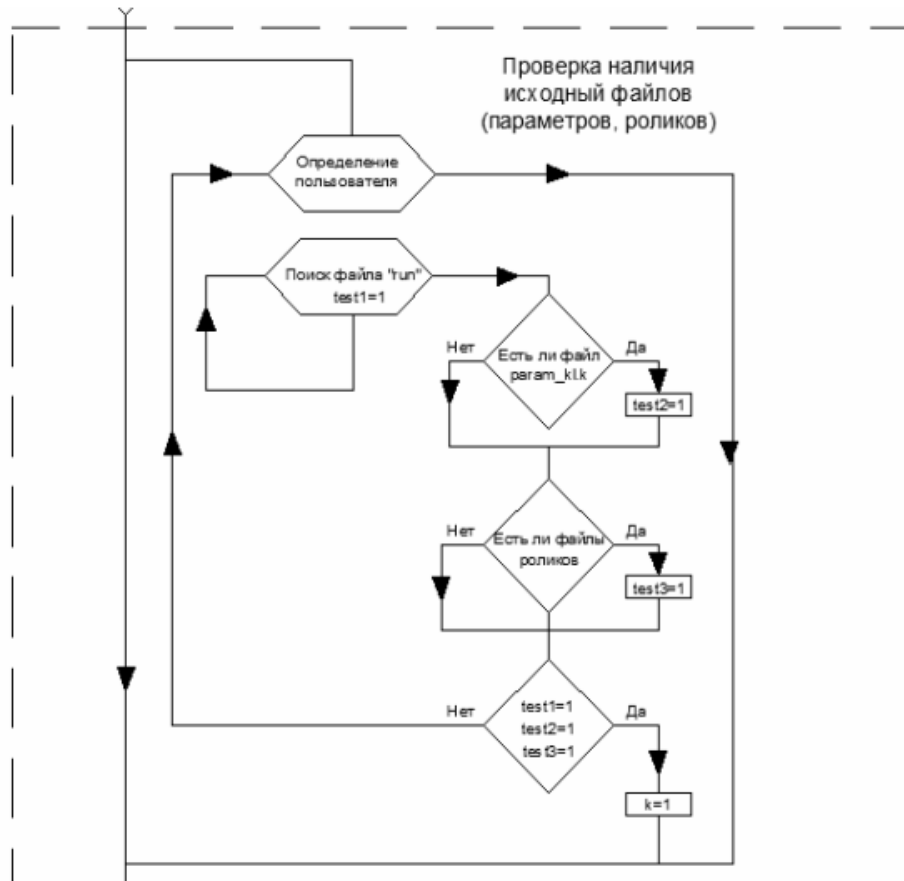 Проверка наличия
исходный файлов
(параметров, роликов)
Определение
пользователя
Поиск файла "run"
test1=1
Нет
Есть ли файл
param_kl.k
Да
test2=1
Нет
Есть ли файлы
роликов
Да
test3=1
Нет
test1=1
test2=1
test3=1
Да
k=1